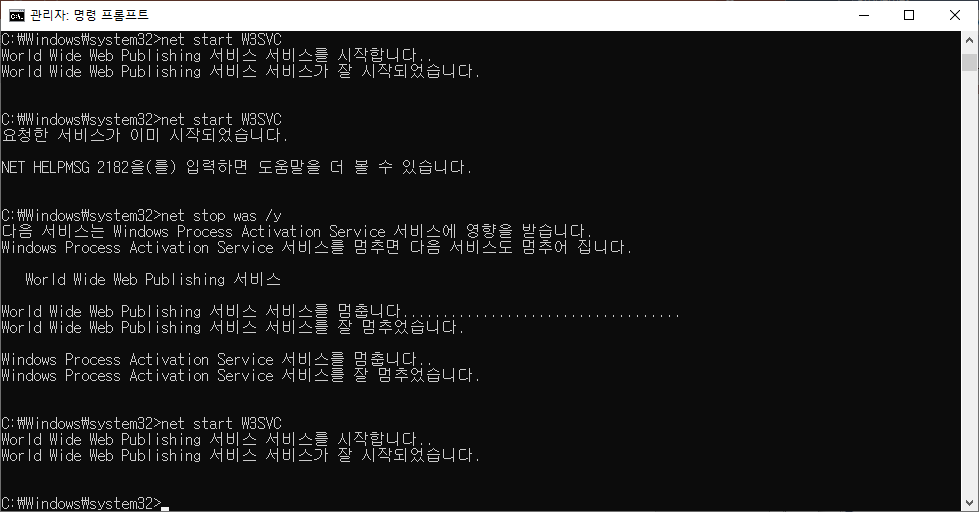 관리자: 명령 프롬프트
C:₩Windows₩system32>net start W3SVC
World Wide Web Publishing 서비스 서비스를 시작합니다..
World Wide Web Publishing 서비스 서비스가 잘 시작되었습니다.
C:₩Windows₩system32>net start W3SVC
요청한 서비스가 이미 시작되었습니다.
NET HELPMSG 2182을(를) 입력하면 도움말을 더 볼 수 있습니다.
C:₩Windows₩system32>net stop was /y
다음 서비스는 Windows Process Activation Service 서비스에 영향을 받습니다.
Windows Process Activation Service 서비스를 멈추면 다음 서비스도 멈추어 집니다.
World Wide Web Publishing 서비스
World Wide Web Publishing 서비스 서비스를 멈춥니다...................................
World Wide Web Publishing 서비스 서비스를 잘 멈추었습니다.
Windows Process Activation Service 서비스를 멈춥니다..
Windows Process Activation Service 서비스를 잘 멈추었습니다.
C:₩Windows₩system32>net start W3SVC
World Wide Web Publishing 서비스 서비스를 시작합니다..
World Wide Web Publishing 서비스 서비스가 잘 시작되었습니다.
C:₩Windows₩system32>